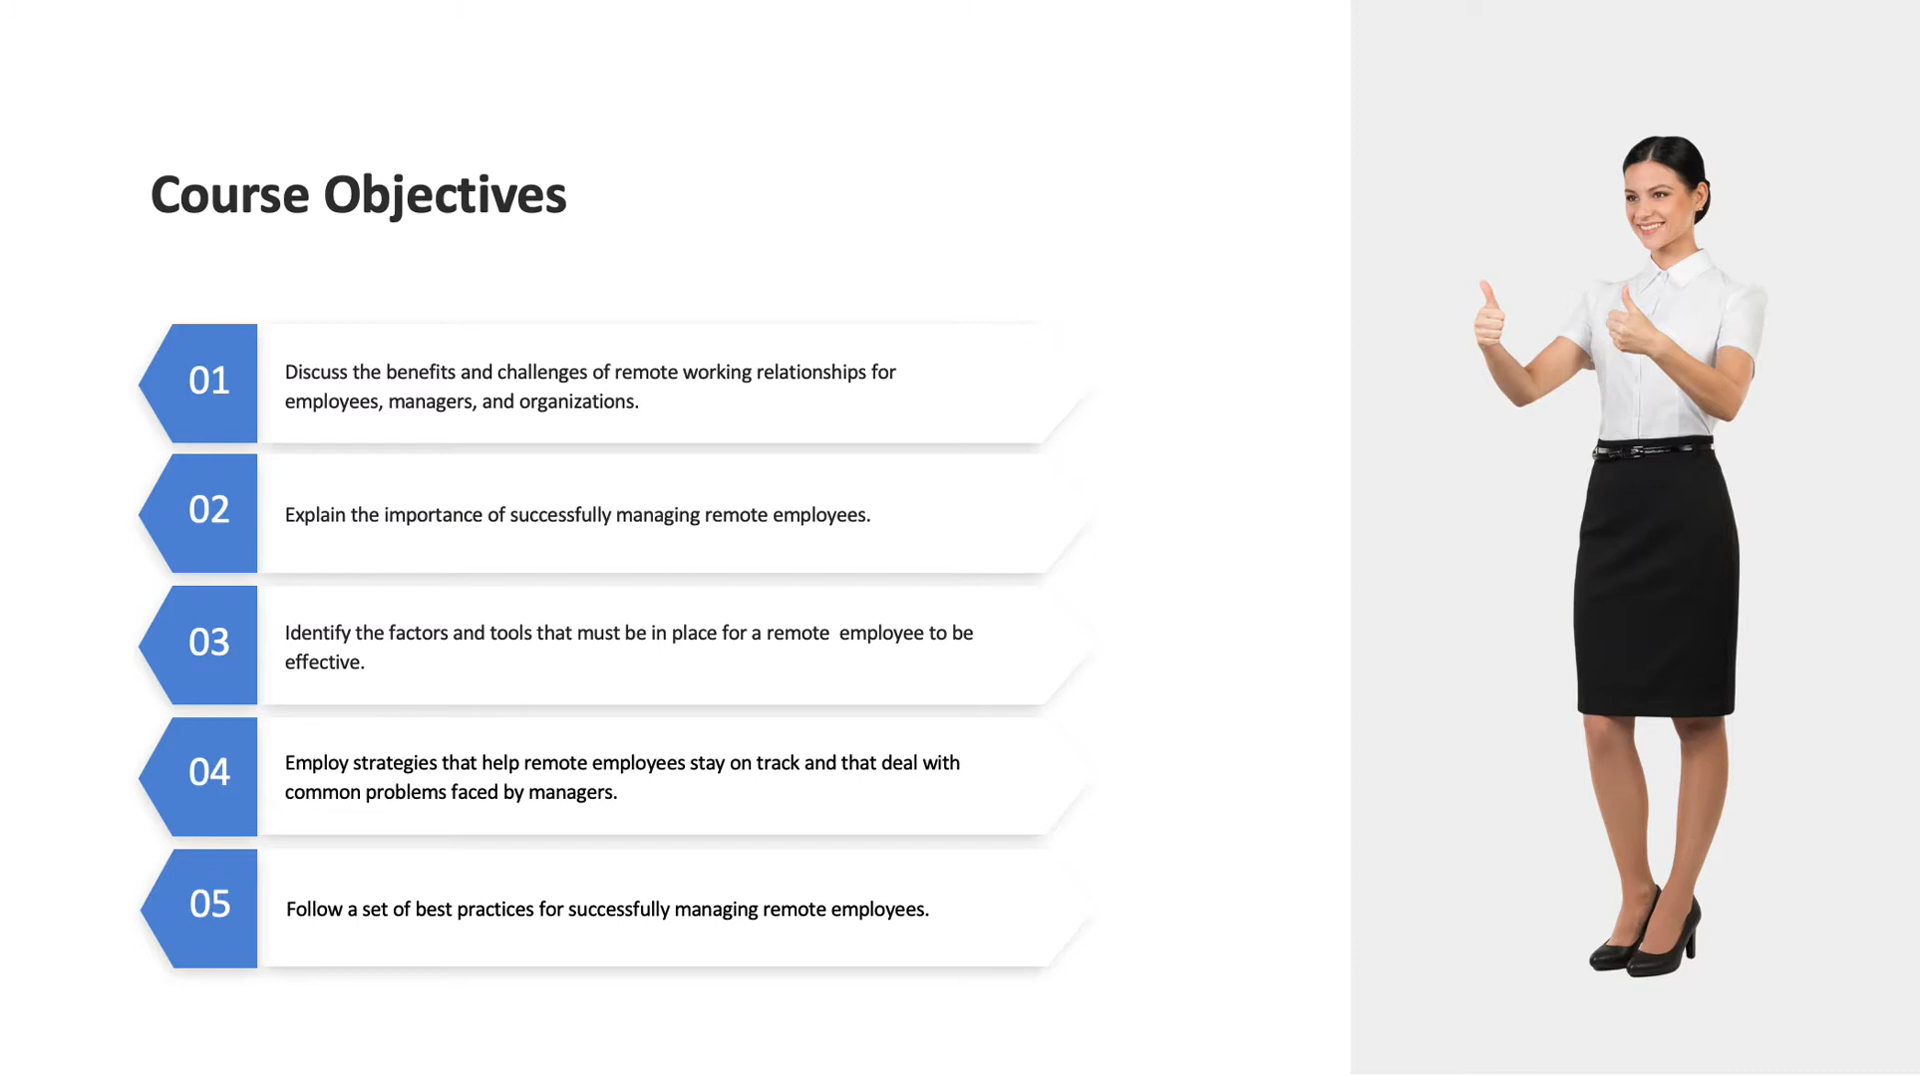 Course Objectives
01
Discuss the benefits and challenges of remote working relationships for
employees, managers, and organizations.
02
Explain the importance of successfully managing remote employees.
03
Identify the factors and tools that must be in place for a remote  employee to be
effective.
04
Employ strategies that help remote employees stay on track and that deal with
common problems faced by managers.
05
Follow a set of best practices for successfully managing remote employees.